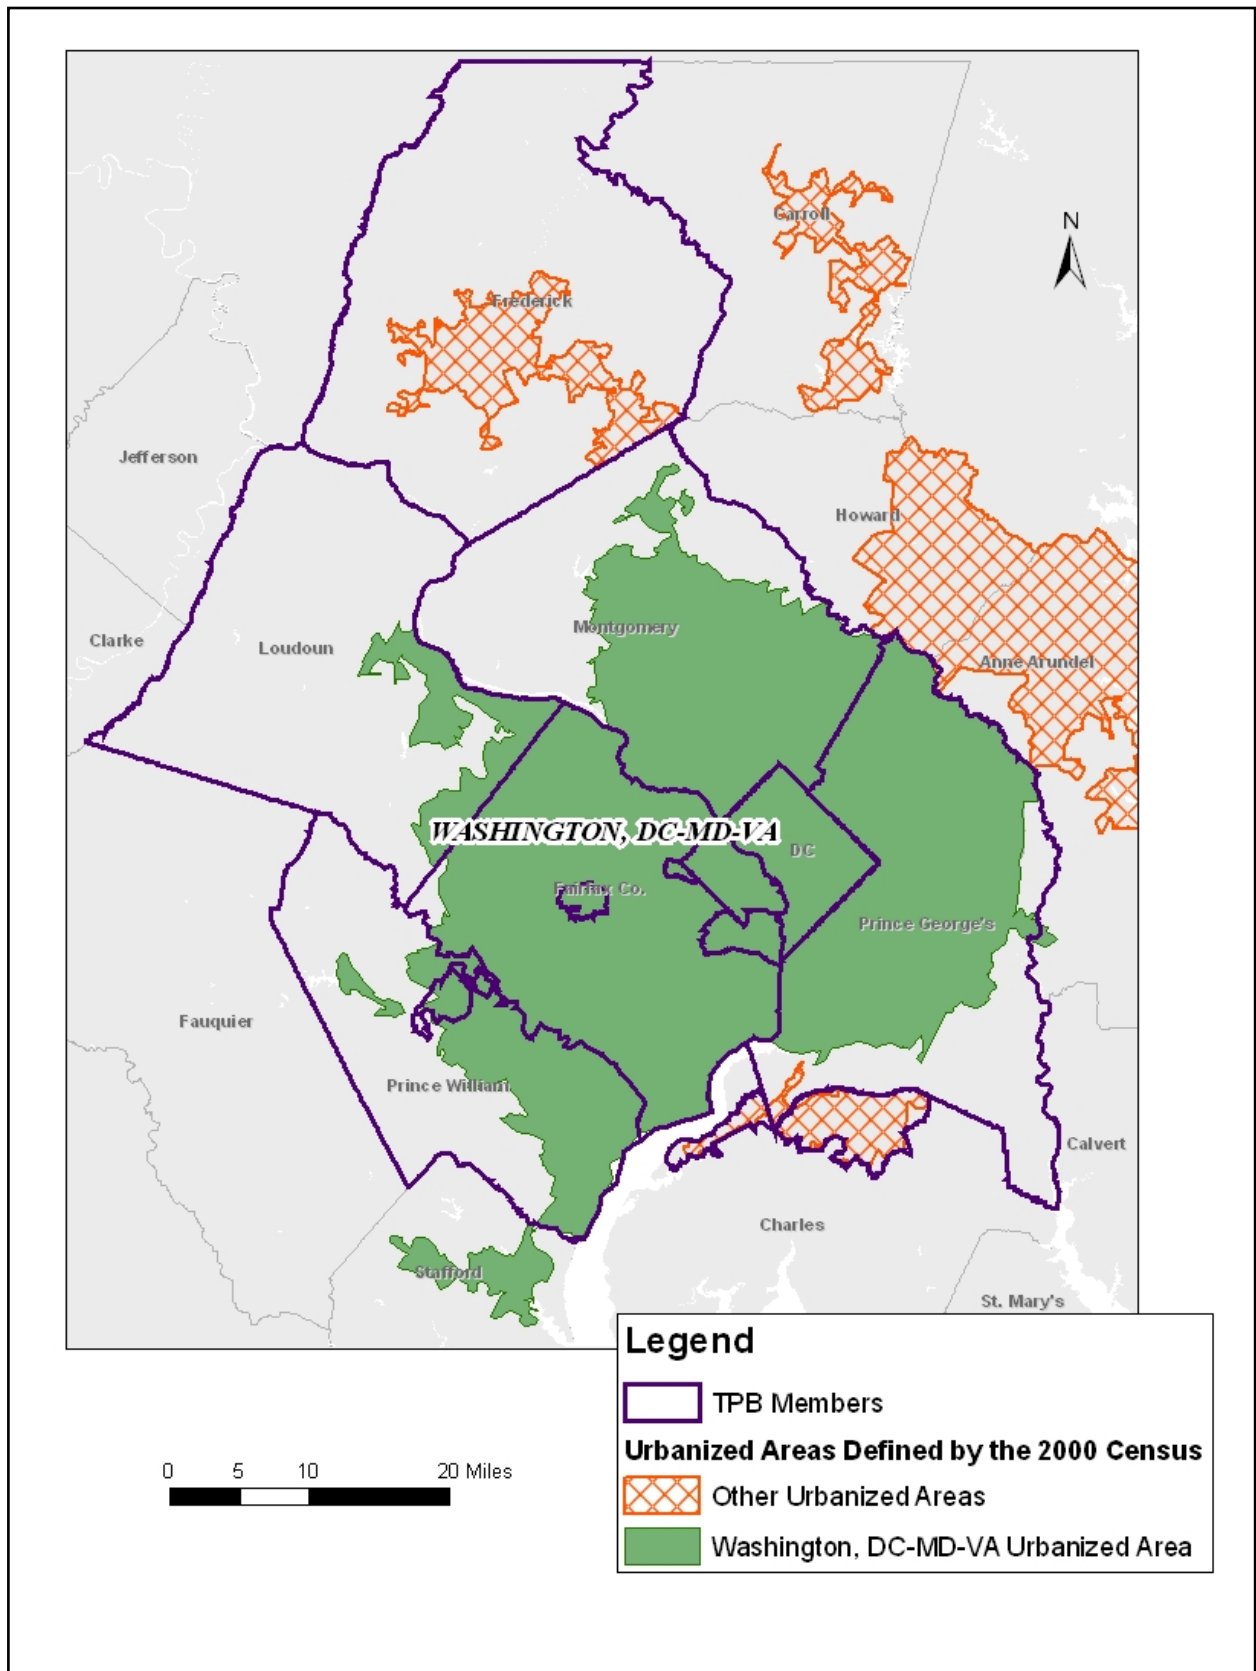 Carroll
N
Frederick
Jefferson
Howard
Clarke
Loudoun
Montgomery
Anne Arundel
WASHINGTON, DC-MD-VA
DC
Fairfax Co.
Prince George's
Fauquier
Prince William
Calvert
Charles
Stafford
St. Mary's
Legend
TPB Members
Urbanized Areas Defined by the 2000 Census
Other Urbanized Areas
Washington, DC-MD-VA Urbanized Area
0 5 10 20 Miles